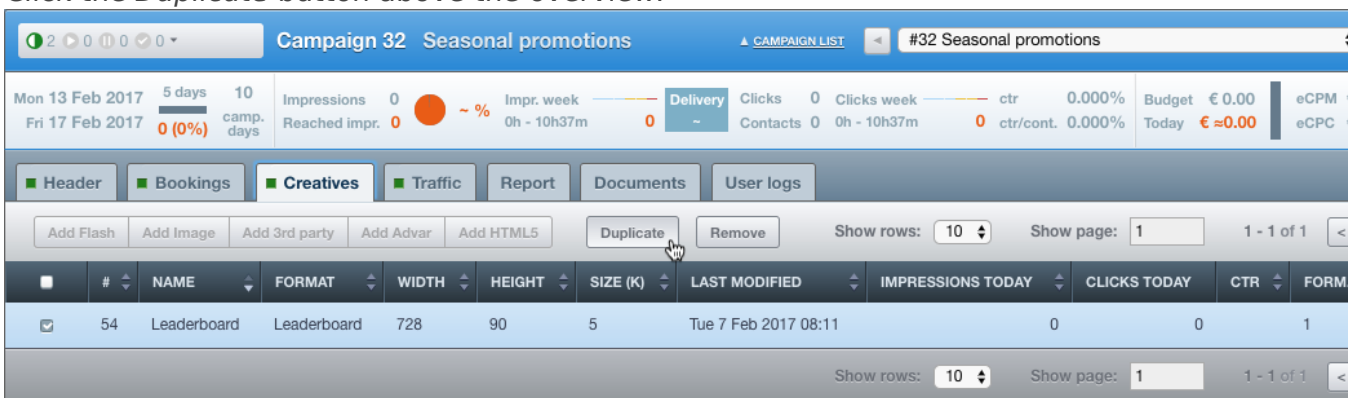 Click the Duplicate button above the overview.
2 0 0 0
Campaign 32 Seasonal promotions
▲ CAMPAIGN LIST
#32 Seasonal promotions
Mon 13 Feb 2017 5 days 10 Impressions 0 ~ % Impr. week Delivery Clicks 0 Clicks week ctr 0.000% Budget € 0.00 eCPM
Fri 17 Feb 2017 0 (0%) camp. days Reached impr. 0 0h - 10h37m 0 ~ Contacts 0 0h - 10h37m 0 ctr/cont. 0.000% Today € ≈0.00 eCPC
Header Bookings Creatives Traffic Report Documents User logs
Add Flash Add Image Add 3rd party Add Advar Add HTML5 Duplicate Remove Show rows: 10 Show page: 1 1 - 1 of 1 <
# NAME FORMAT WIDTH HEIGHT SIZE (K) LAST MODIFIED IMPRESSIONS TODAY CLICKS TODAY CTR FORM
54 Leaderboard Leaderboard 728 90 5 Tue 7 Feb 2017 08:11 0 0 1
Show rows: 10 Show page: 1 1 - 1 of 1 <